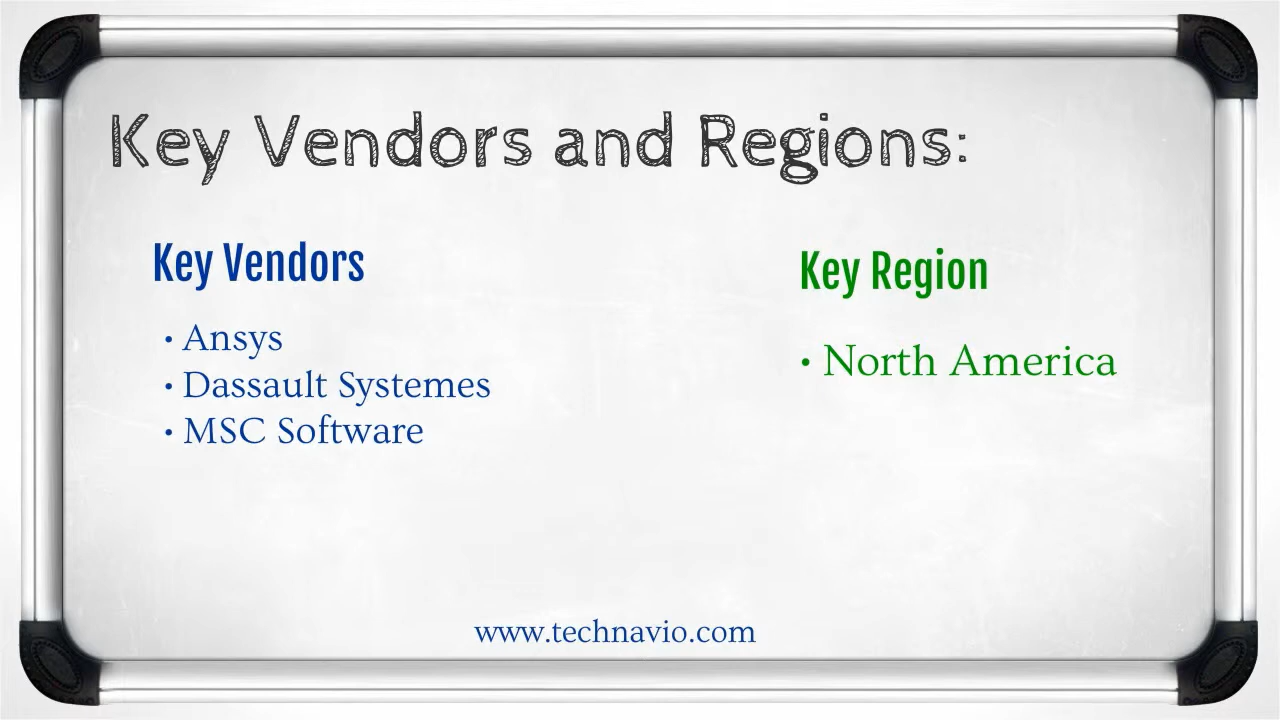 Key Vendors and Regions:
Key Vendors
• Ansys
• Dassault Systemes
• MSC Software
Key Region
• North America
www.technavio.com